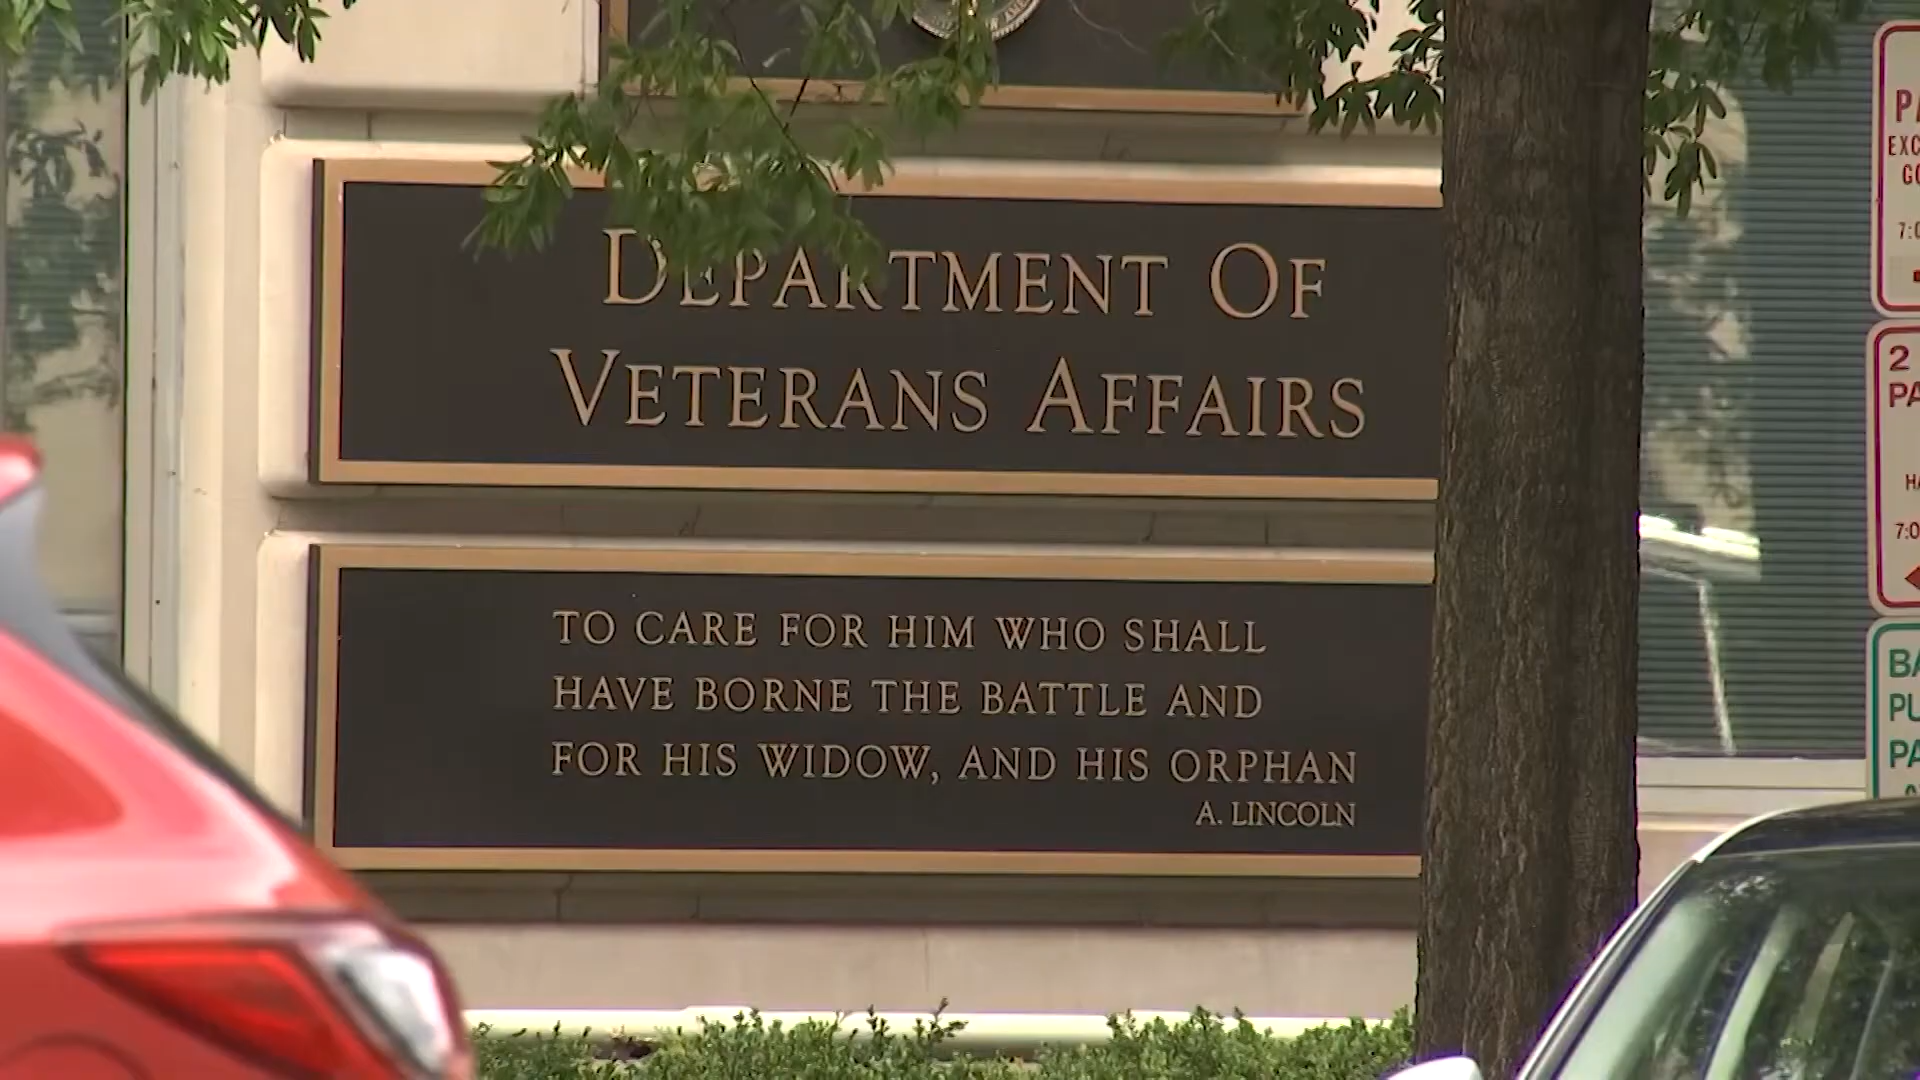 DEPARTMENT OF
VETERANS AFFAIRS
TO CARE FOR HIM WHO SHALL
HAVE BORNE THE BATTLE AND
FOR HIS WIDOW, AND HIS ORPHAN
A. LINCOLN
2